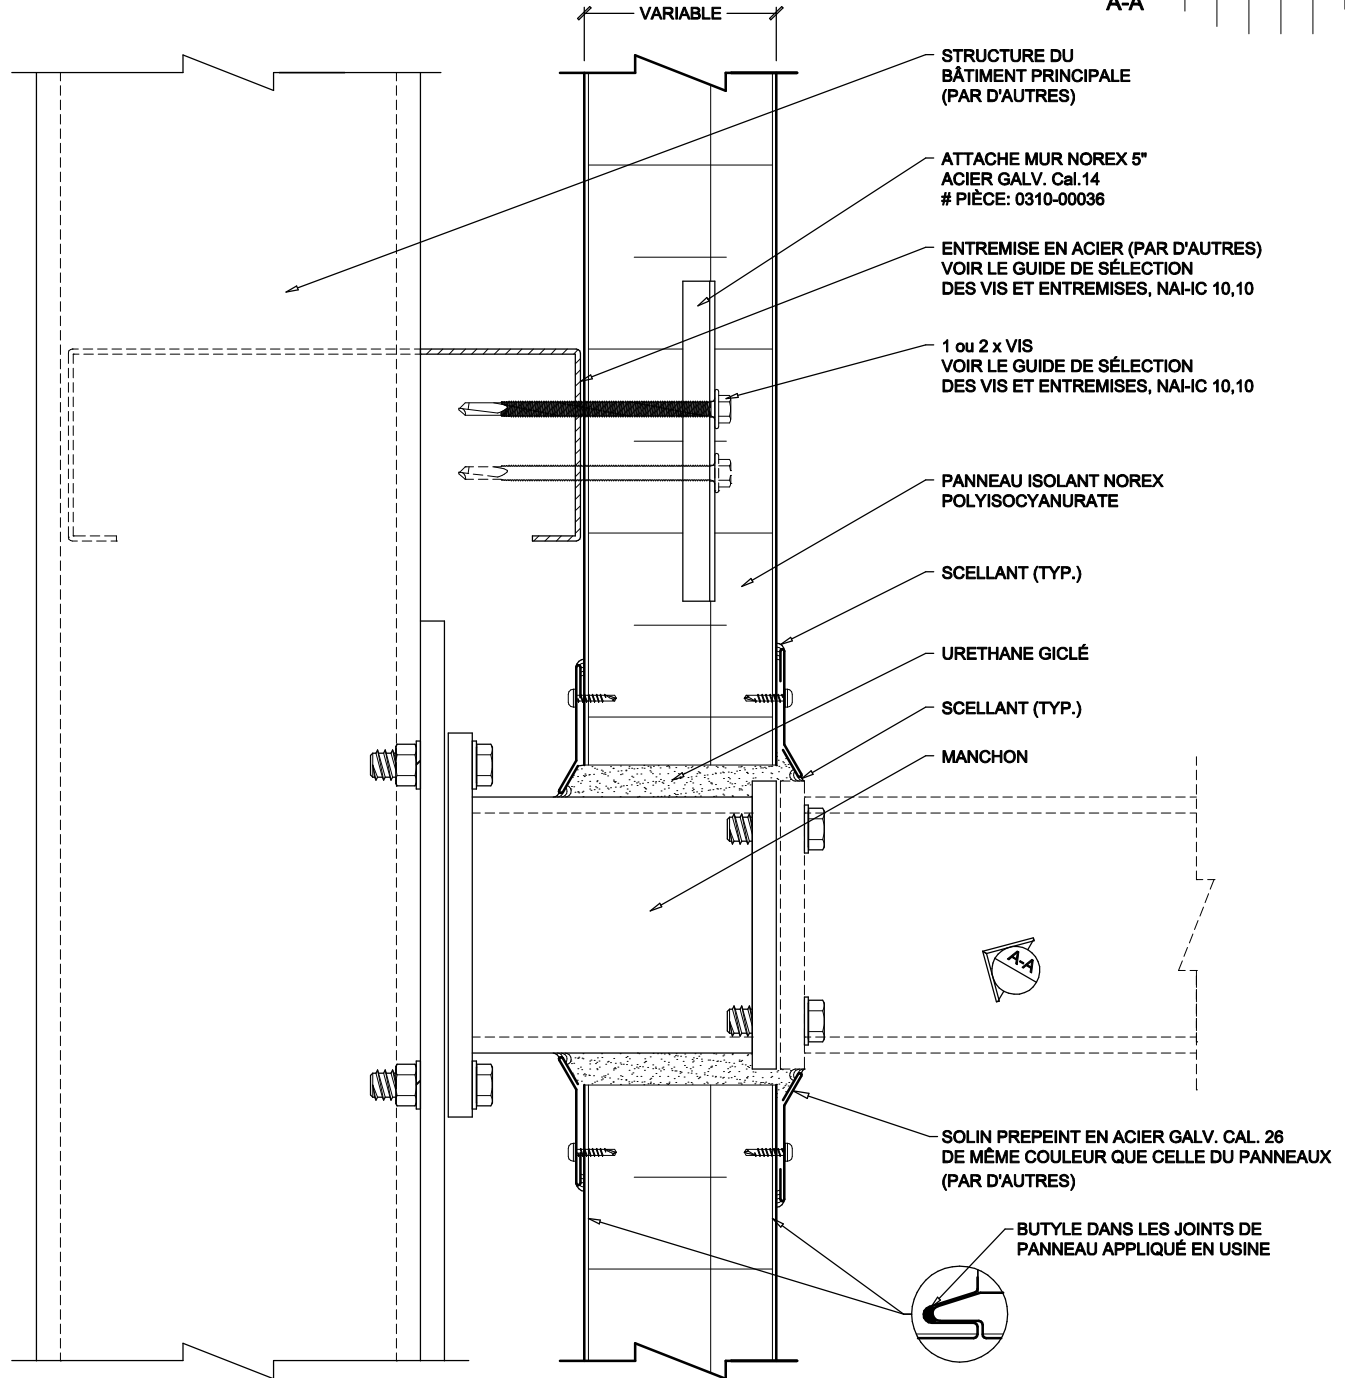 VARIABLE
A-A
STRUCTURE DU
BÂTIMENT PRINCIPALE
(PAR D'AUTRES)
ATTACHE MUR NOREX 5"
ACIER GALV. Cal.14
# PIÈCE: 0310-00036
ENTREMISE EN ACIER (PAR D'AUTRES)
VOIR LE GUIDE DE SÉLECTION
DES VIS ET ENTREMISES, NAI-IC 10,10
1 ou 2 x VIS
VOIR LE GUIDE DE SÉLECTION
DES VIS ET ENTREMISES, NAI-IC 10,10
PANNEAU ISOLANT NOREX
POLYISOCYANURATE
SCELLANT (TYP.)
URETHANE GICLÉ
SCELLANT (TYP.)
MANCHON
A-A
SOLIN PREPEINT EN ACIER GALV. CAL. 26
DE MÊME COULEUR QUE CELLE DU PANNEAUX
(PAR D'AUTRES)
BUTYLE DANS LES JOINTS DE
PANNEAU APPLIQUÉ EN USINE